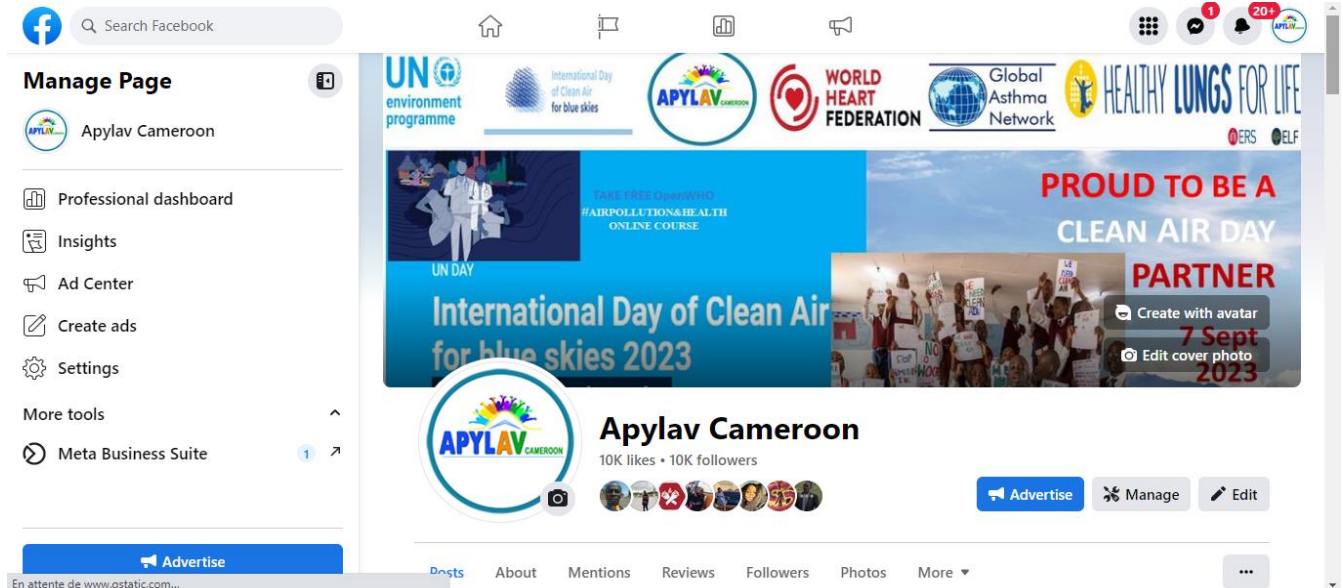 Search Facebook
1
20+
Manage Page
Apylav Cameroon
Professional dashboard
Insights
Ad Center
Create ads
Settings
More tools
Meta Business Suite
1
Advertise
En attente de www.gstatic.com...
UN
environment
programme
International Day
of Clean Air
for blue skies
APYLAV CAMEROON
WORLD
HEART
FEDERATION
Global
Asthma
Network
HEALTHY LUNGS FOR LIFE
ERS ELF
TAKE FREE OpenWHO
#AIRPOLLUTION&HEALTH
ONLINE COURSE
UN DAY
International Day of Clean Air
for blue skies 2023
PROUD TO BE A
CLEAN AIR DAY
PARTNER
7 Sept
2023
Create with avatar
Edit cover photo
APYLAV CAMEROON
Apylav Cameroon
10K likes • 10K followers
Advertise
Manage
Edit
Posts
About
Mentions
Reviews
Followers
Photos
More